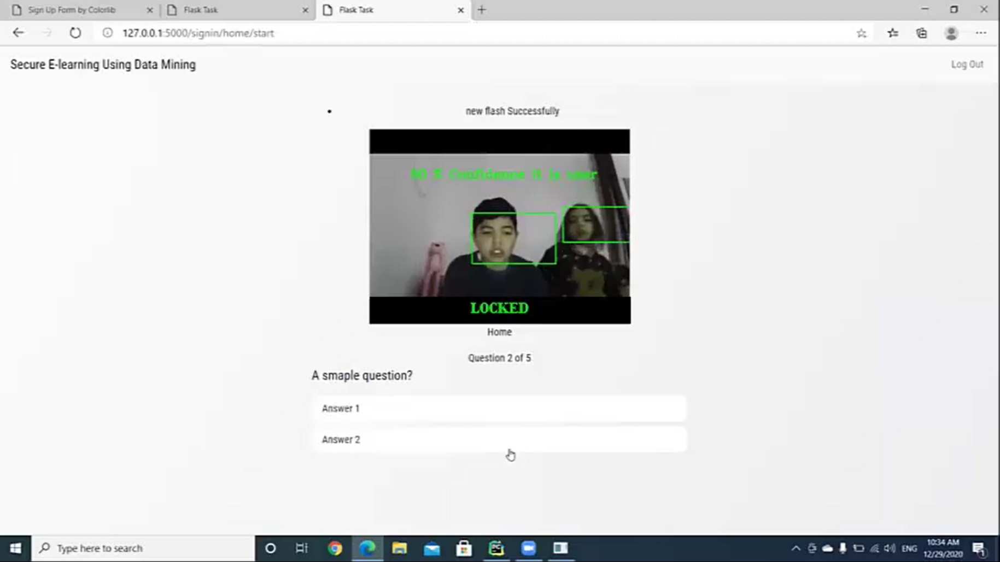 Sign Up Form by Colorlib
Flask Task
Flask Task
127.0.0.1:5000/signin/home/start
Secure E-learning Using Data Mining
Log Out
new flash Successfully
% Confidence it is user
LOCKED
Home
Question 2 of 5
A smaple question?
Answer 1
Answer 2
Type here to search
ENG
10:34 AM
12/29/2020